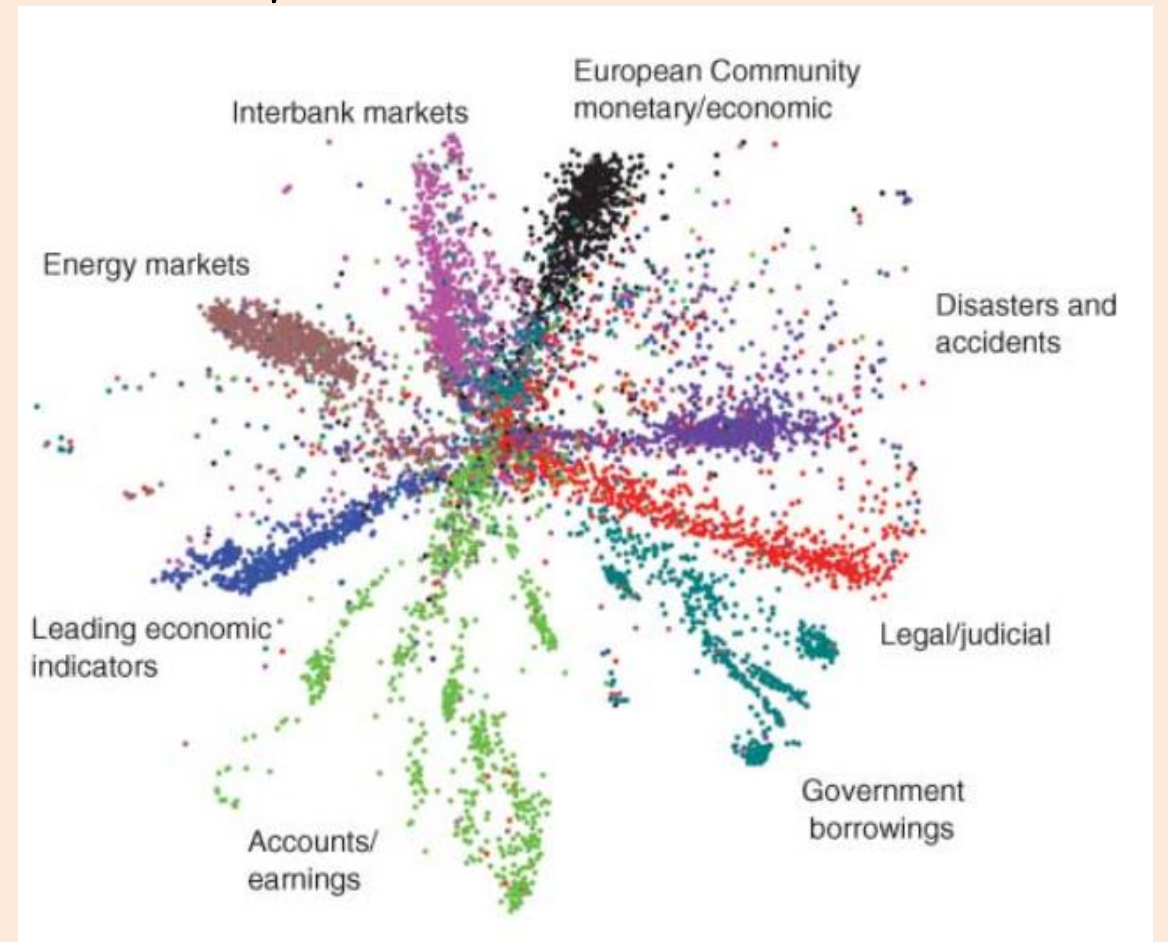 European Community
monetary/economic
Interbank markets
Energy markets
Disasters and
accidents
Leading economic
indicators
Legal/judicial
Government
borrowings
Accounts/
earnings